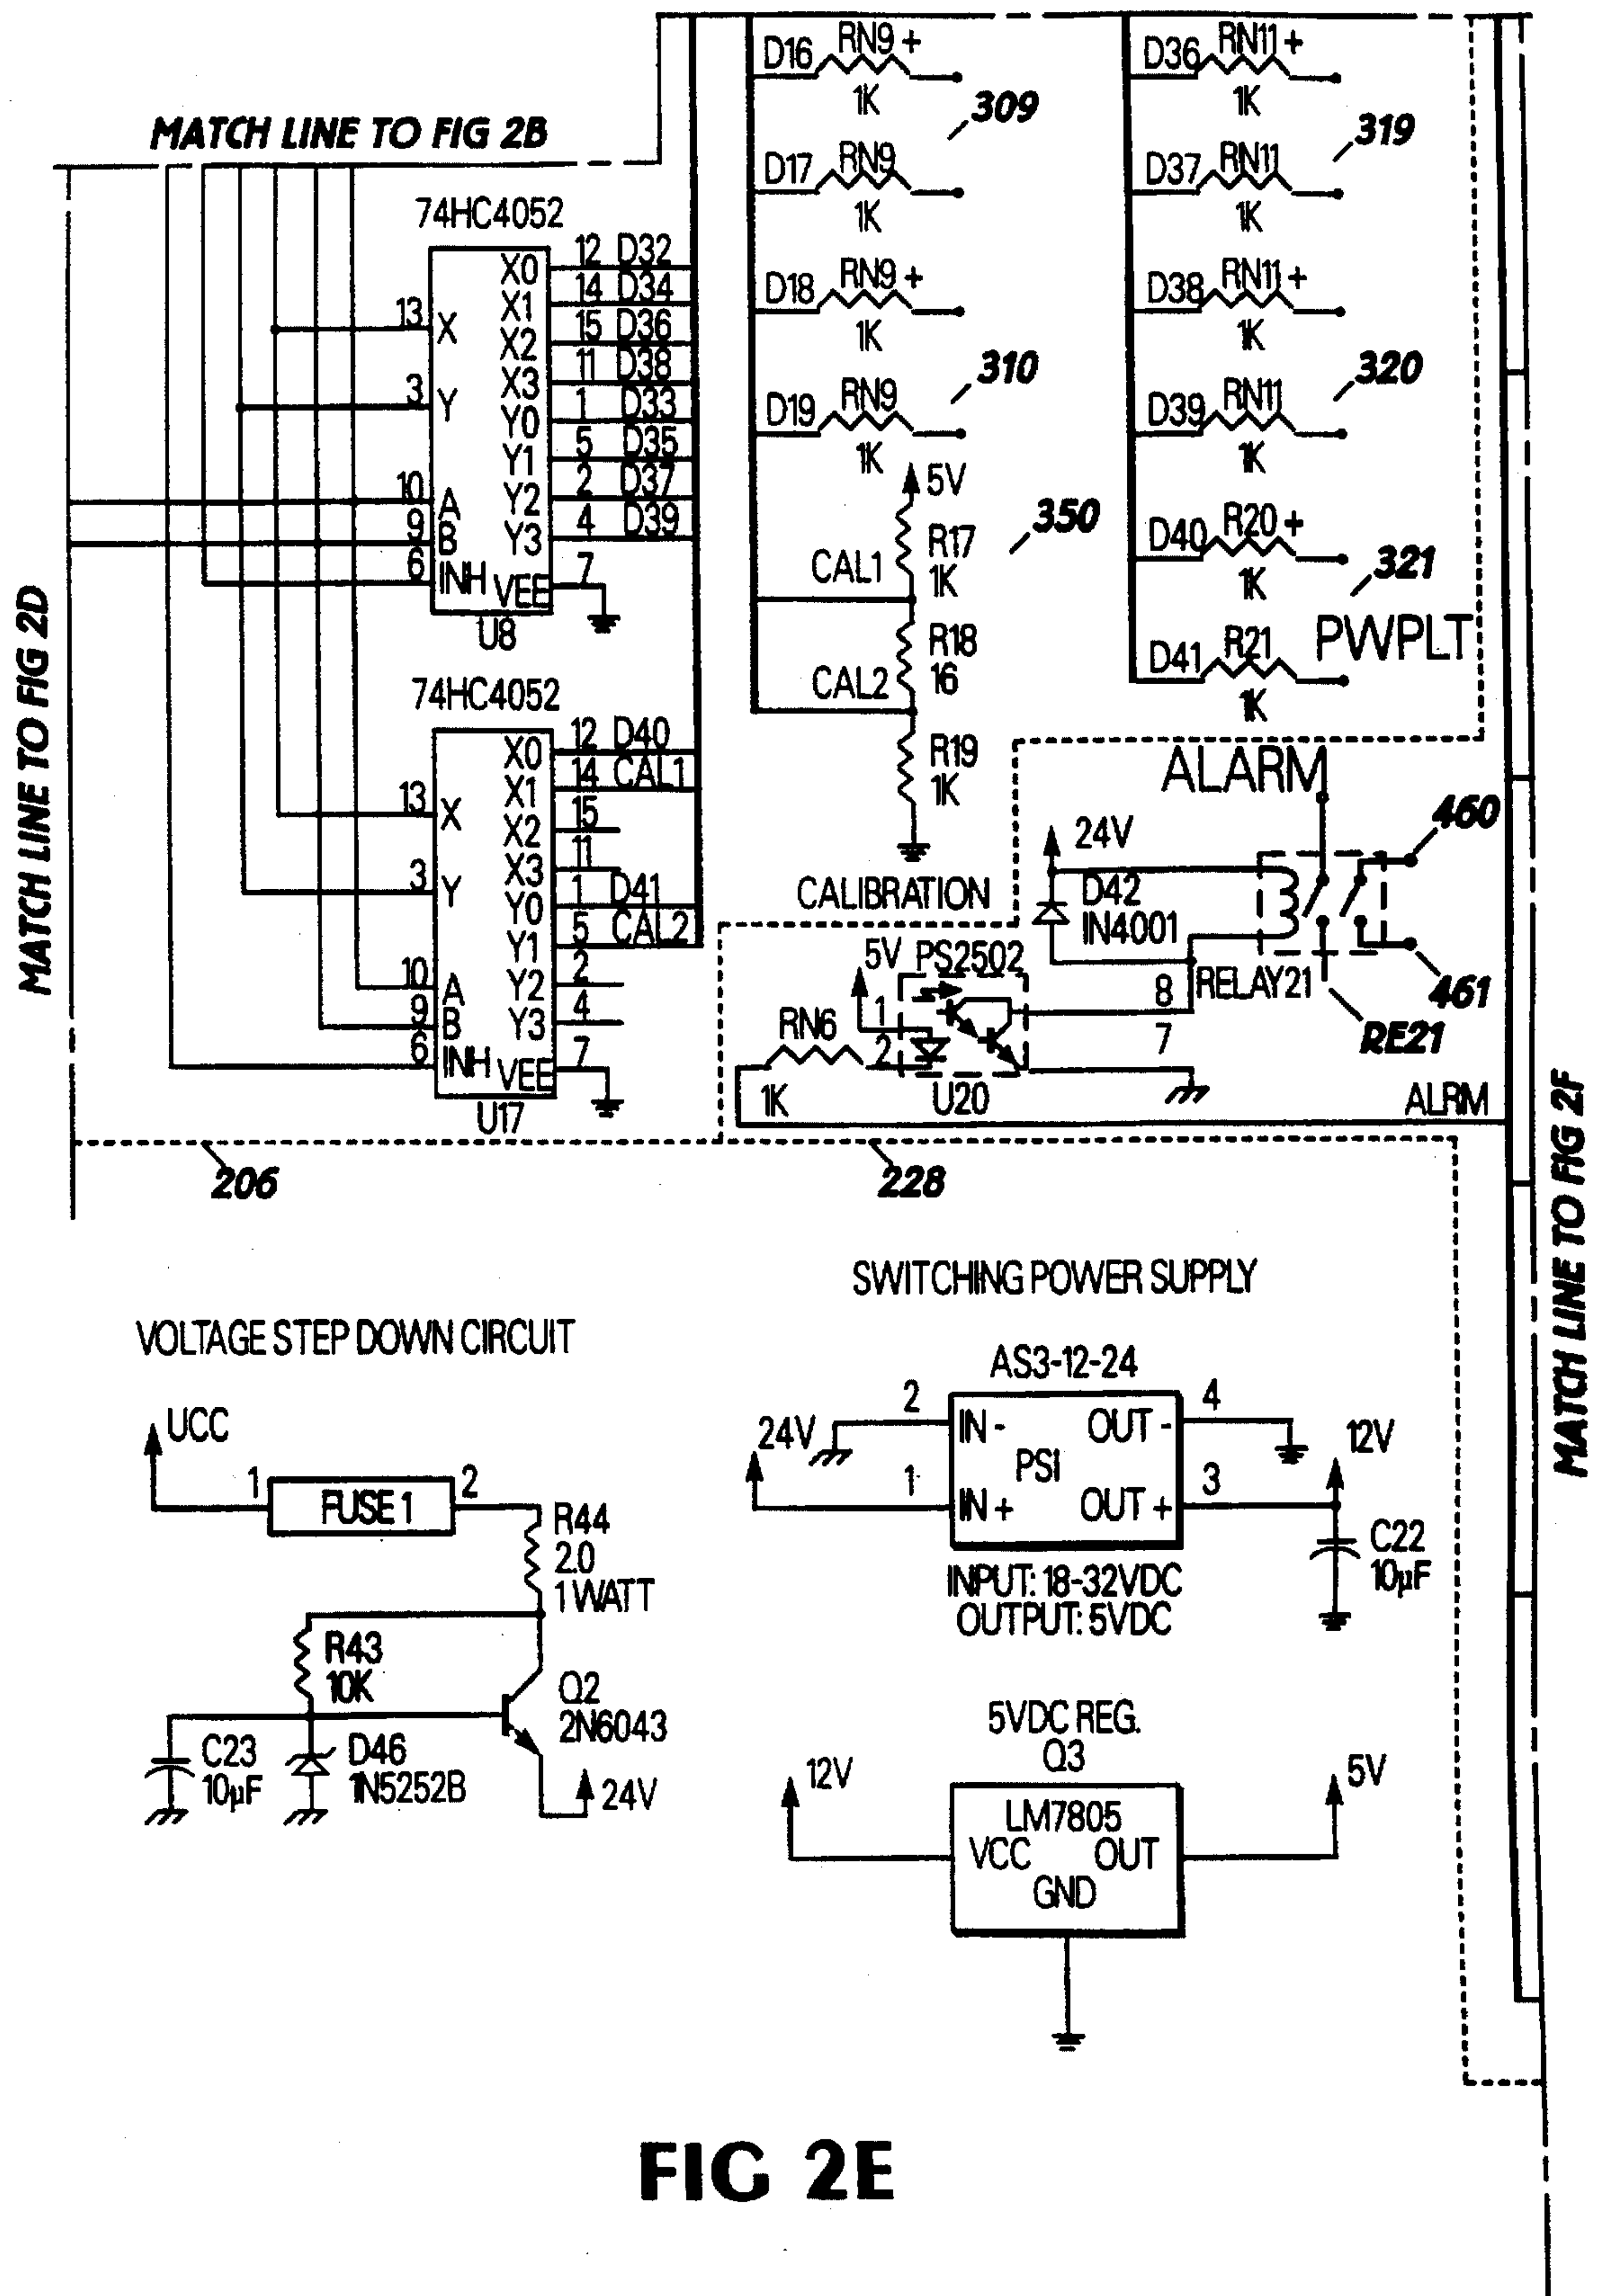 MATCH LINE TO FIG 2B
MATCH LINE TO FIG 2D
MATCH LINE TO FIG 2F
74HC4052
13 X
3 Y
10 A
9 B
6 INH
X0 12 D32
X1 14 D34
X2 15 D36
X3 11 D38
Y0 1 D33
Y1 5 D35
Y2 2 D37
Y3 4 D39
VEE 7
U8
74HC4052
13 X
3 Y
10 A
9 B
6 INH
X0 12 D40
X1 14 CAL1
X2 15
X3 11
Y0 1 D41
Y1 5 CAL2
Y2 2
Y3 4
VEE 7
U17
206
D16 RN9 +
1K
309
D17 RN9
1K
D18 RN9 +
1K
310
D19 RN9
1K
5V
R17
1K
350
CAL1
R18
16
CAL2
R19
1K
CALIBRATION
D36 RN11 +
1K
319
D37 RN11
1K
D38 RN11 +
1K
320
D39 RN11
1K
D40 R20 +
1K
321
PWPLT
D41 R21
1K
ALARM
460
24V
D42
IN4001
461
RELAY21
RE21
5V
PS2502
RN6
1K
1
2
8
7
U20
ALRM
228
VOLTAGE STEP DOWN CIRCUIT
UCC
1 FUSE 1 2
R44
2.0
1 WATT
R43
10K
Q2
2N6043
C23
10µF
D46
1N5252B
24V
SWITCHING POWER SUPPLY
AS3-12-24
24V
2 IN - OUT - 4
PS1
1 IN + OUT + 3
12V
C22
10µF
INPUT: 18-32VDC
OUTPUT: 5VDC
5VDC REG.
Q3
12V
LM7805
VCC OUT
GND
5V
FIG 2E